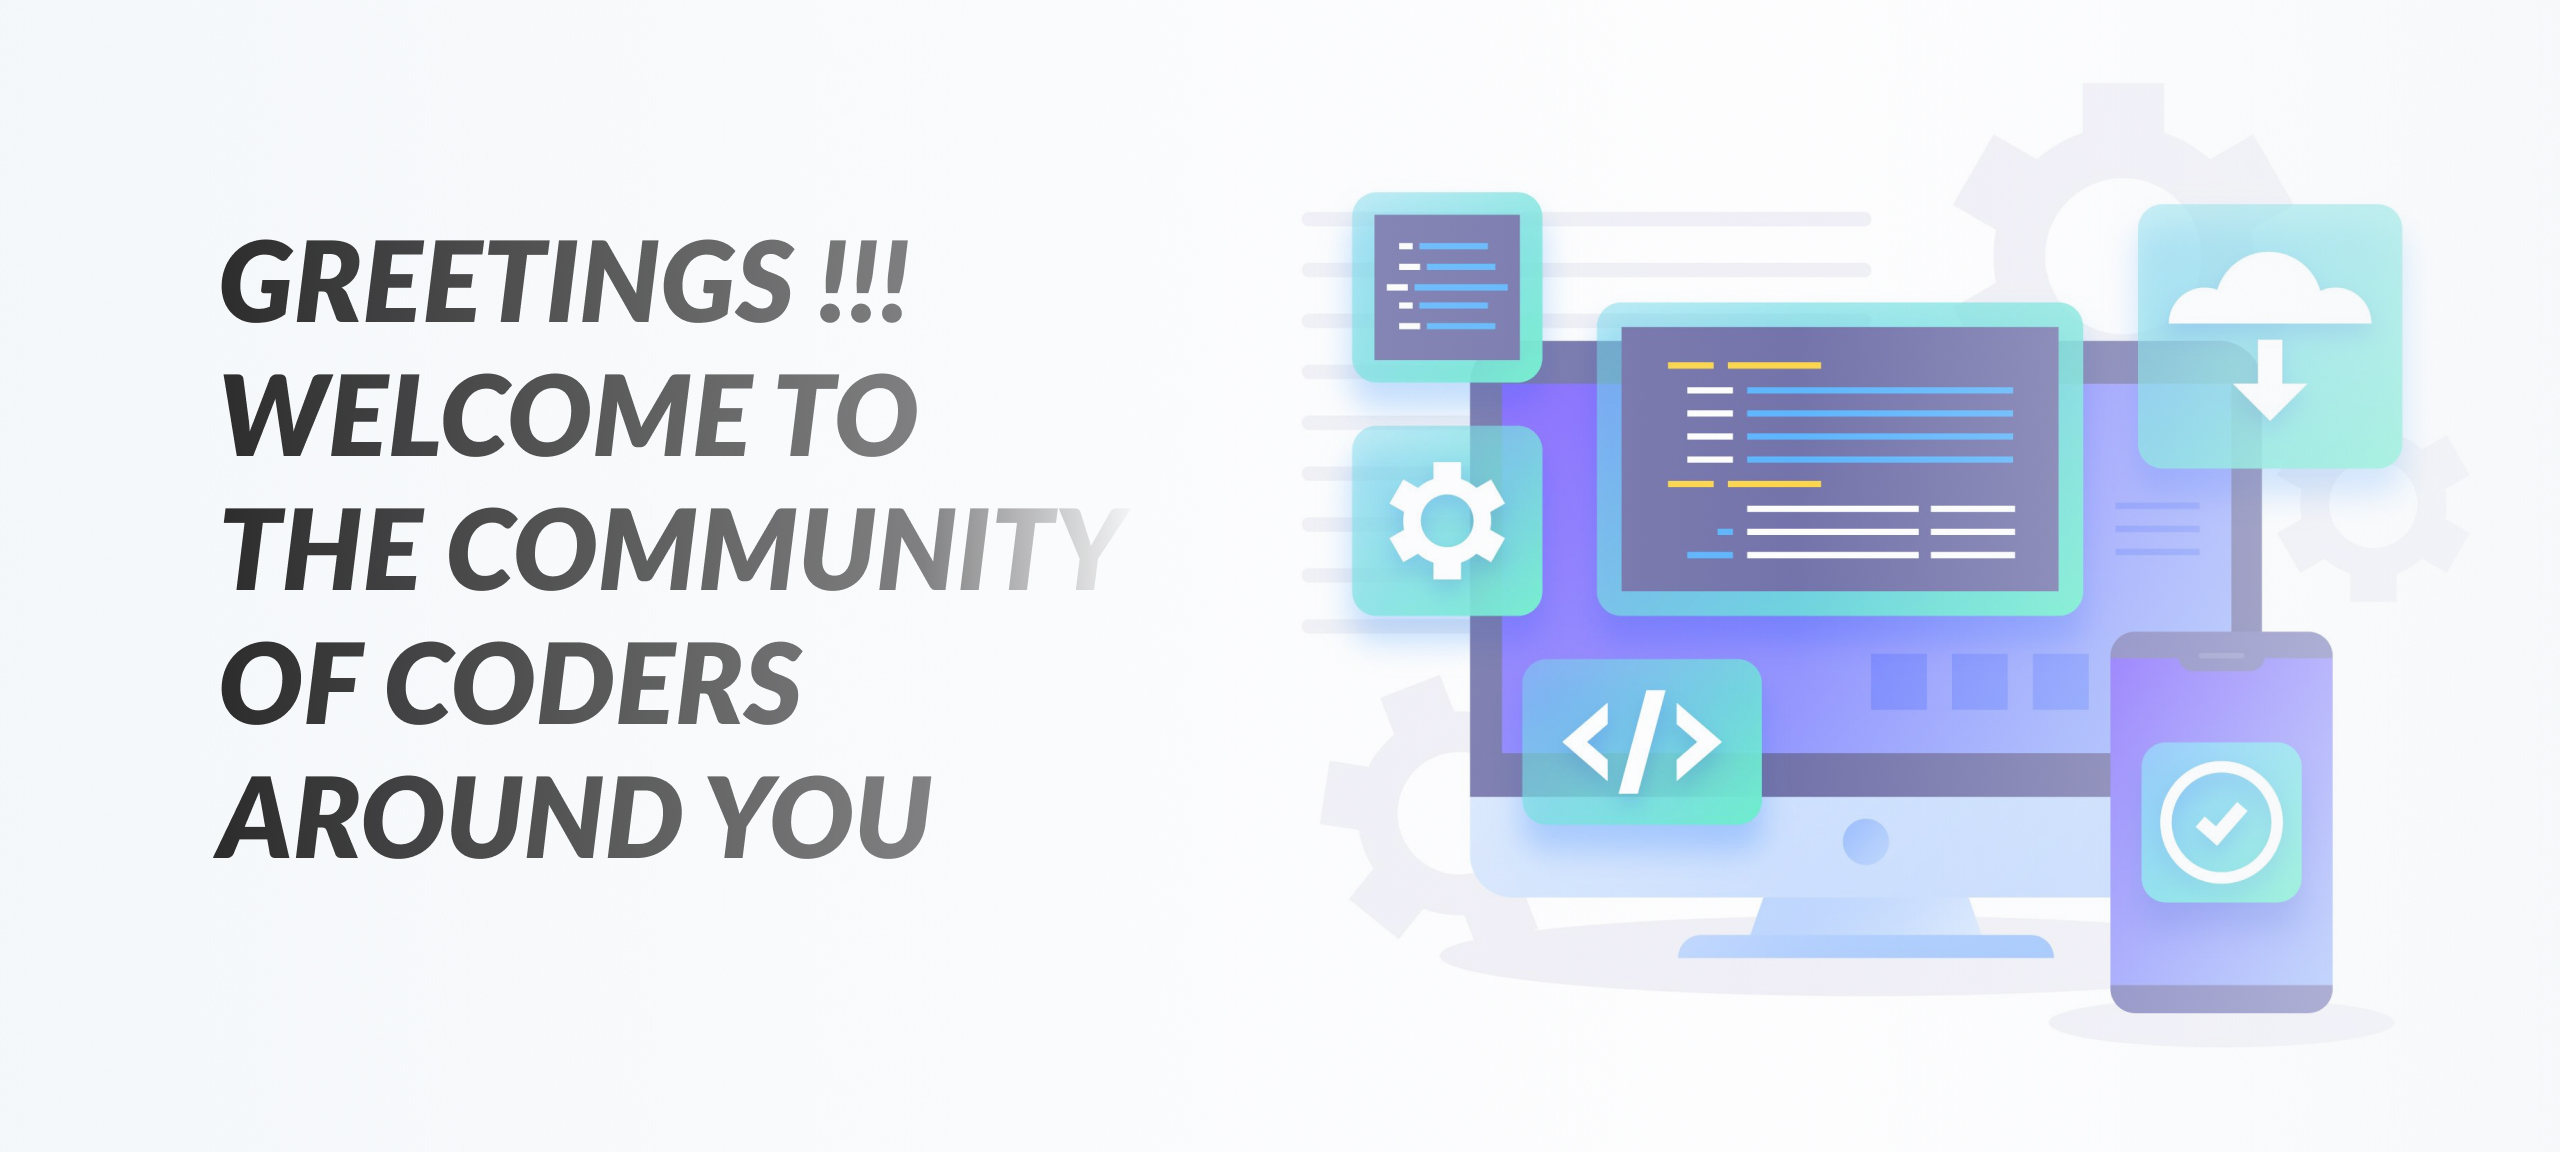 GREETINGS !!!
WELCOME TO
THE COMMUNITY
OF CODERS
AROUND YOU